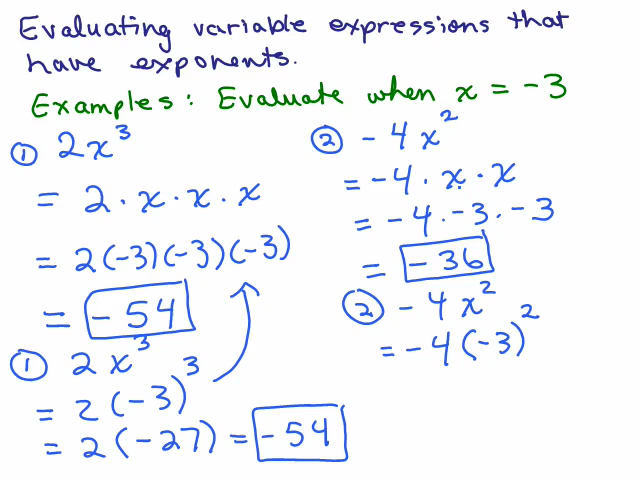 Evaluating variable expressions that
have exponents.
Examples: Evaluate when x = -3
① 2x³
= 2 · x · x · x
= 2(-3)(-3)(-3)
= -54
① 2x³
= 2(-3)³
= 2(-27) = -54
② -4x²
= -4 · x · x
= -4 · -3 · -3
= -36
② -4x²
= -4(-3)²